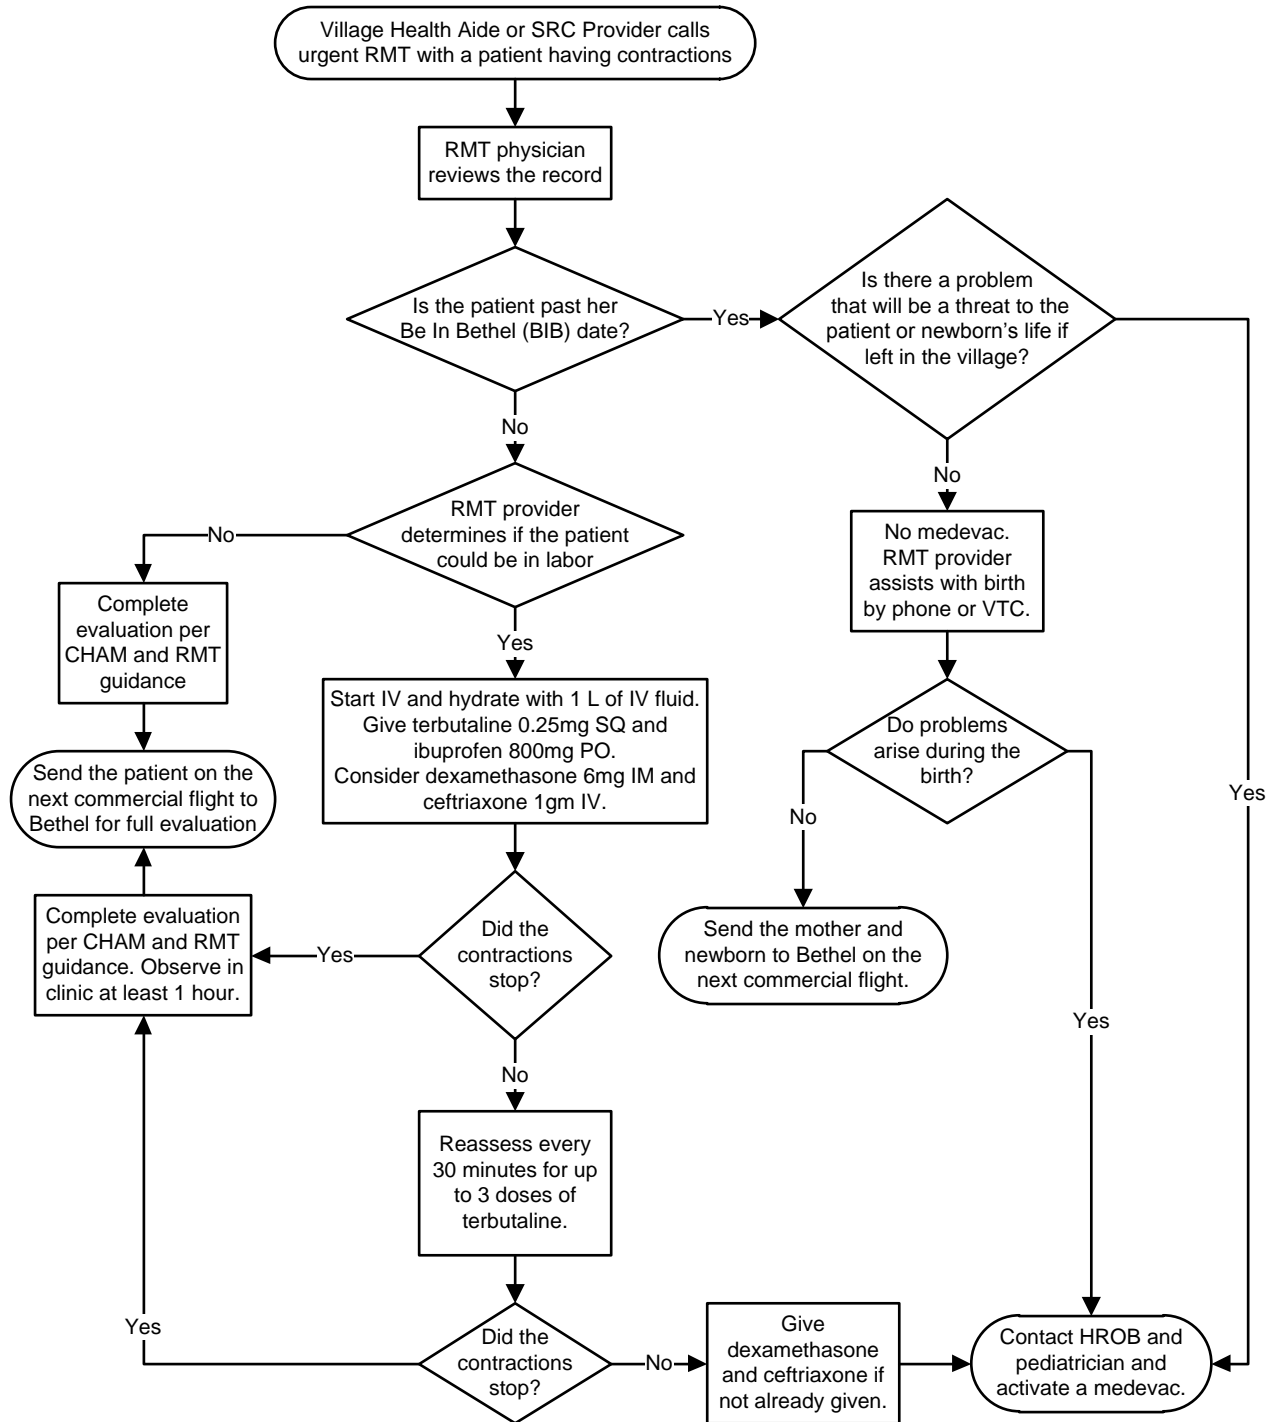 Village Health Aide or SRC Provider calls
urgent RMT with a patient having contractions
RMT physician
reviews the record
Is the patient past her
Be In Bethel (BIB) date?
Yes
Is there a problem
that will be a threat to the
patient or newborn’s life if
left in the village?
No
No
RMT provider
determines if the patient
could be in labor
No
No medevac.
RMT provider
assists with birth
by phone or VTC.
Complete
evaluation per
CHAM and RMT
guidance
Yes
Start IV and hydrate with 1 L of IV fluid.
Give terbutaline 0.25mg SQ and
ibuprofen 800mg PO.
Consider dexamethasone 6mg IM and
ceftriaxone 1gm IV.
Do problems
arise during the
birth?
Send the patient on the
next commercial flight to
Bethel for full evaluation
Yes
No
Complete evaluation
per CHAM and RMT
guidance. Observe in
clinic at least 1 hour.
Yes
Did the
contractions
stop?
Send the mother and
newborn to Bethel on the
next commercial flight.
Yes
No
Reassess every
30 minutes for up
to 3 doses of
terbutaline.
Yes
Did the
contractions
stop?
No
Give
dexamethasone
and ceftriaxone if
not already given.
Contact HROB and
pediatrician and
activate a medevac.